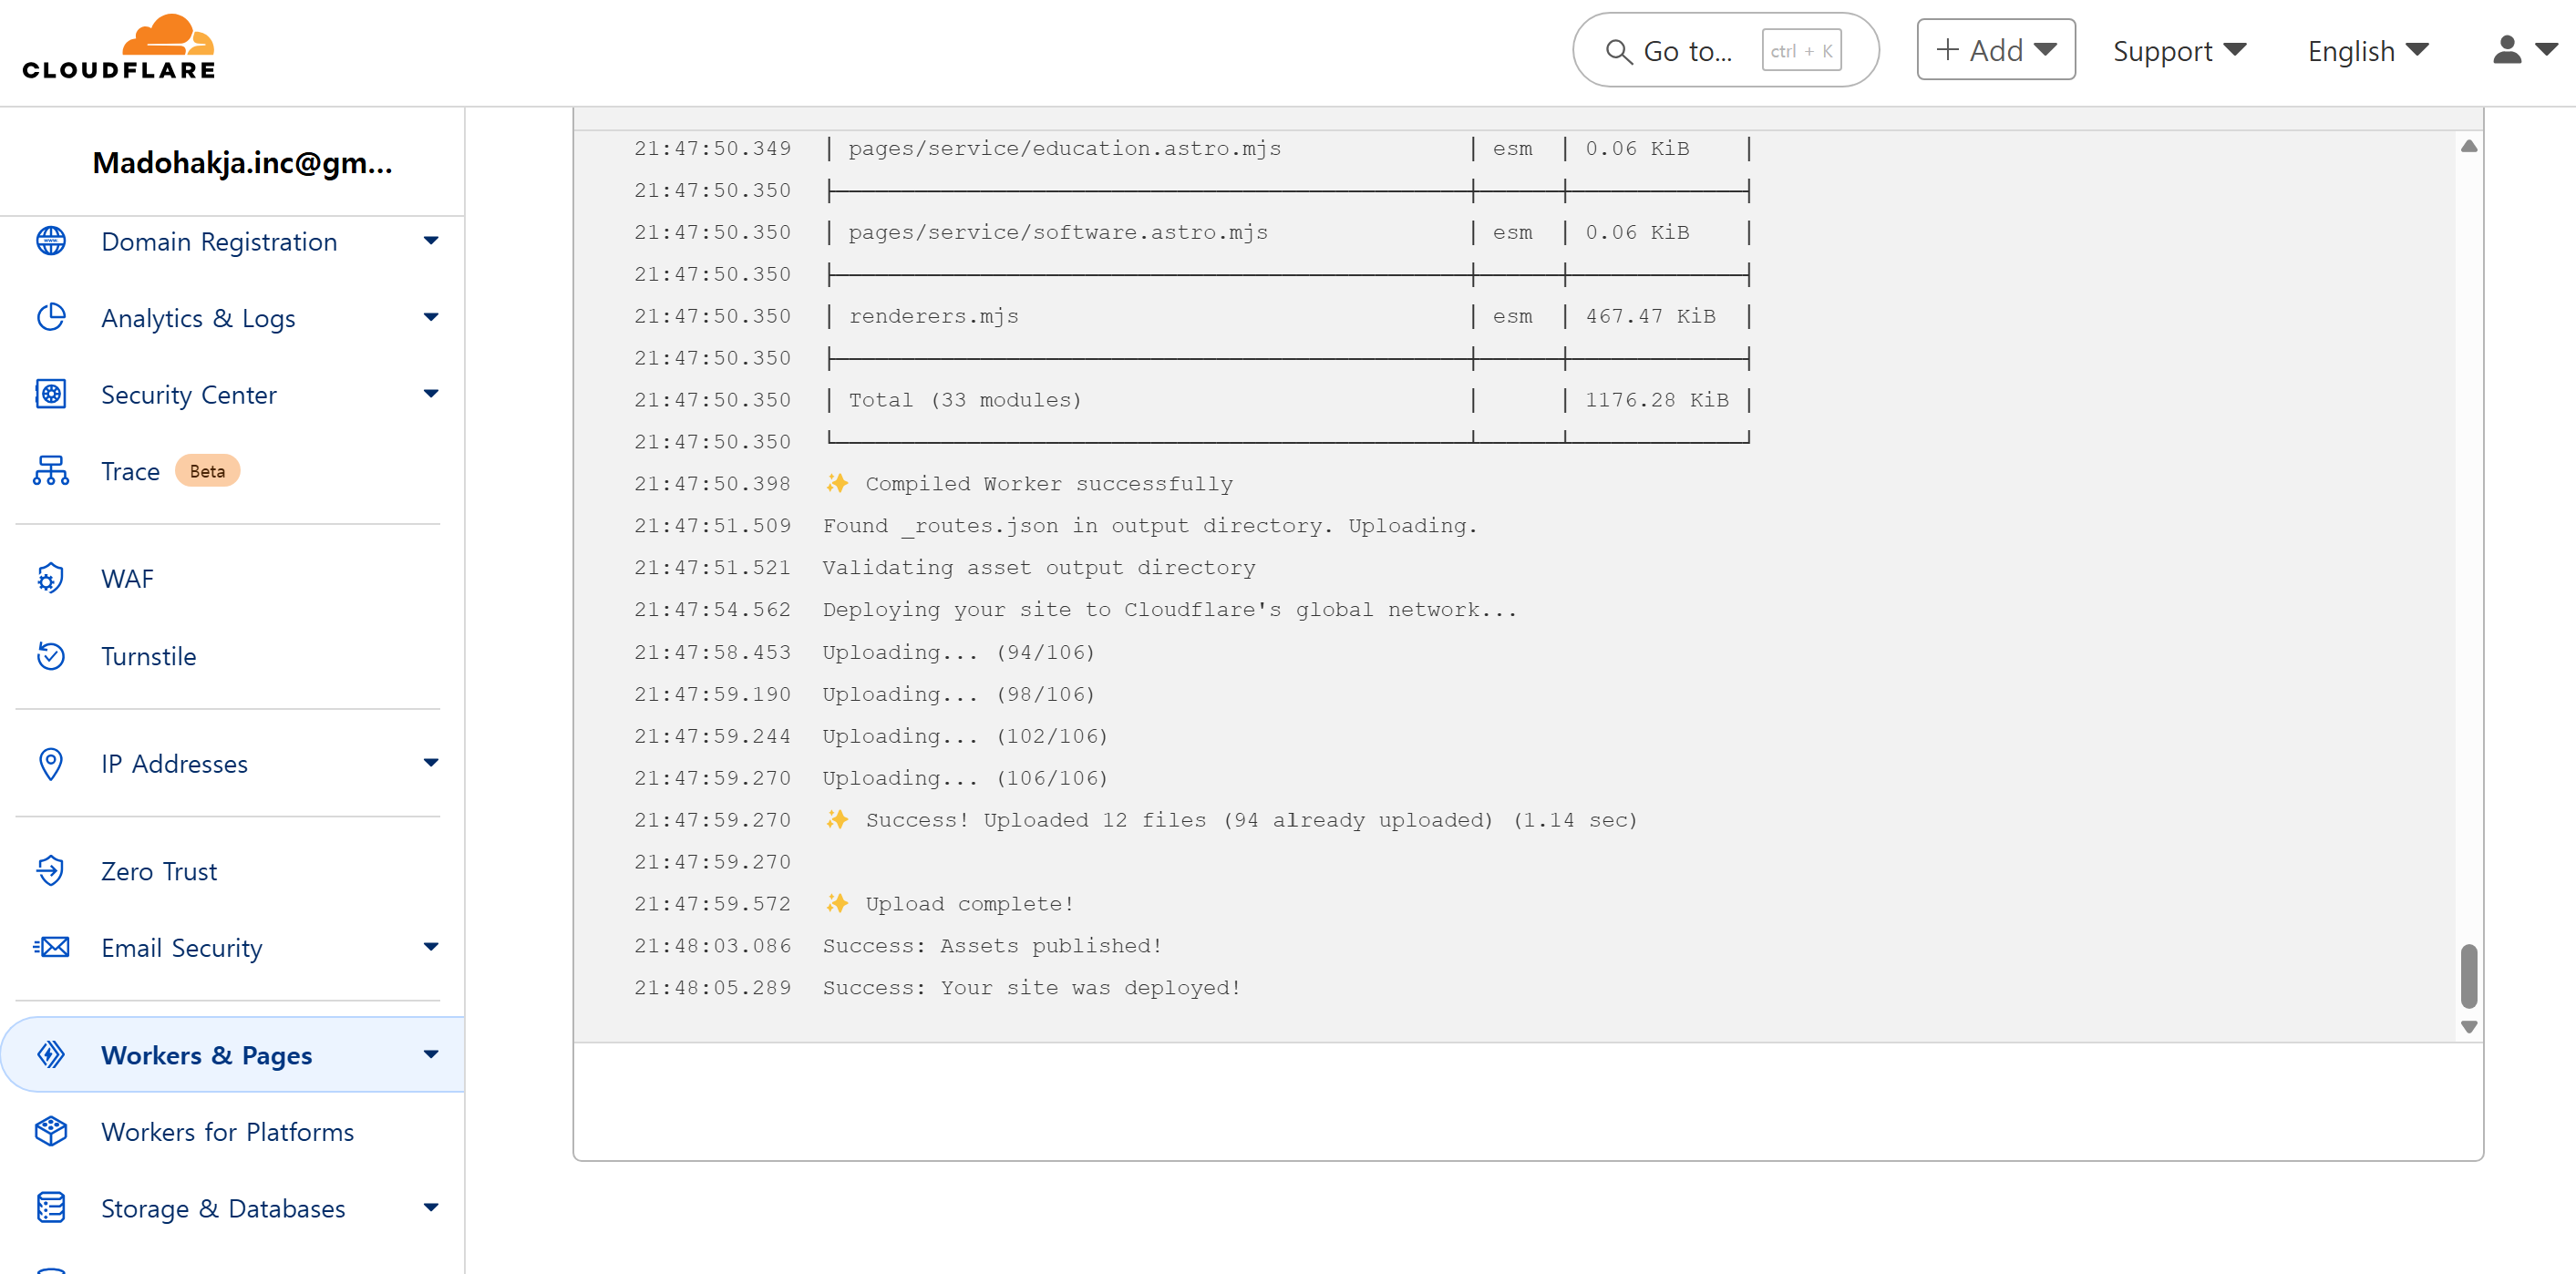 CLOUDFLARE
Go to... ctrl + K
+ Add
Support
English
Madohakja.inc@gm...
Domain Registration
Analytics & Logs
Security Center
Trace Beta
WAF
Turnstile
IP Addresses
Zero Trust
Email Security
Workers & Pages
Workers for Platforms
Storage & Databases
21:47:50.349 | pages/service/education.astro.mjs | esm | 0.06 KiB |
21:47:50.350
21:47:50.350 | pages/service/software.astro.mjs | esm | 0.06 KiB |
21:47:50.350
21:47:50.350 | renderers.mjs | esm | 467.47 KiB |
21:47:50.350
21:47:50.350 | Total (33 modules) | | 1176.28 KiB |
21:47:50.350
21:47:50.398 ✨ Compiled Worker successfully
21:47:51.509 Found _routes.json in output directory. Uploading.
21:47:51.521 Validating asset output directory
21:47:54.562 Deploying your site to Cloudflare's global network...
21:47:58.453 Uploading... (94/106)
21:47:59.190 Uploading... (98/106)
21:47:59.244 Uploading... (102/106)
21:47:59.270 Uploading... (106/106)
21:47:59.270 ✨ Success! Uploaded 12 files (94 already uploaded) (1.14 sec)
21:47:59.270
21:47:59.572 ✨ Upload complete!
21:48:03.086 Success: Assets published!
21:48:05.289 Success: Your site was deployed!